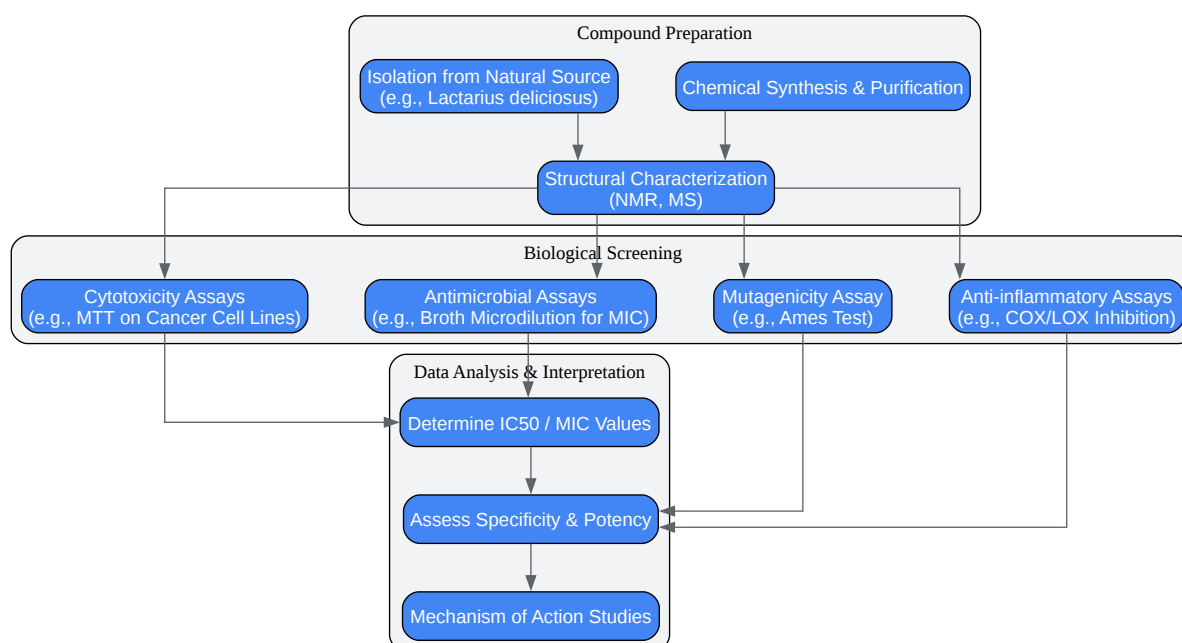 Compound Preparation
Isolation from Natural Source
(e.g., Lactarius deliciosus)
Chemical Synthesis & Purification
Structural Characterization
(NMR, MS)
Biological Screening
Cytotoxicity Assays
(e.g., MTT on Cancer Cell Lines)
Antimicrobial Assays
(e.g., Broth Microdilution for MIC)
Mutagenicity Assay
(e.g., Ames Test)
Anti-inflammatory Assays
(e.g., COX/LOX Inhibition)
Data Analysis & Interpretation
Determine IC50 / MIC Values
Assess Specificity & Potency
Mechanism of Action Studies